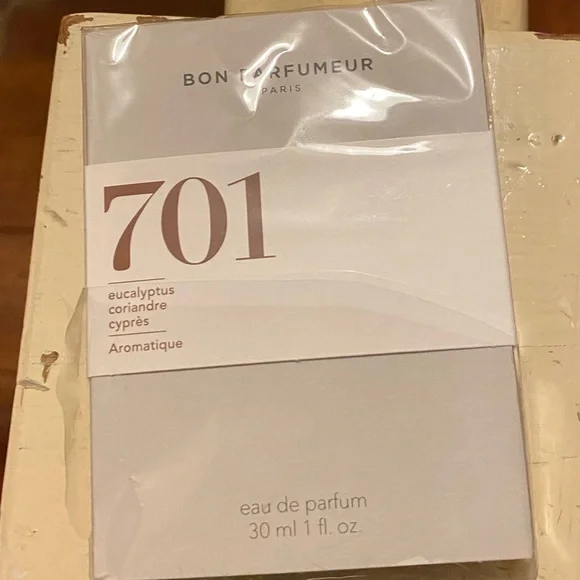 BON PARFUMEUR
PARIS
701
eucalyptus
coriandre
cyprès
Aromatique
eau de parfum
30 ml 1 fl. oz.